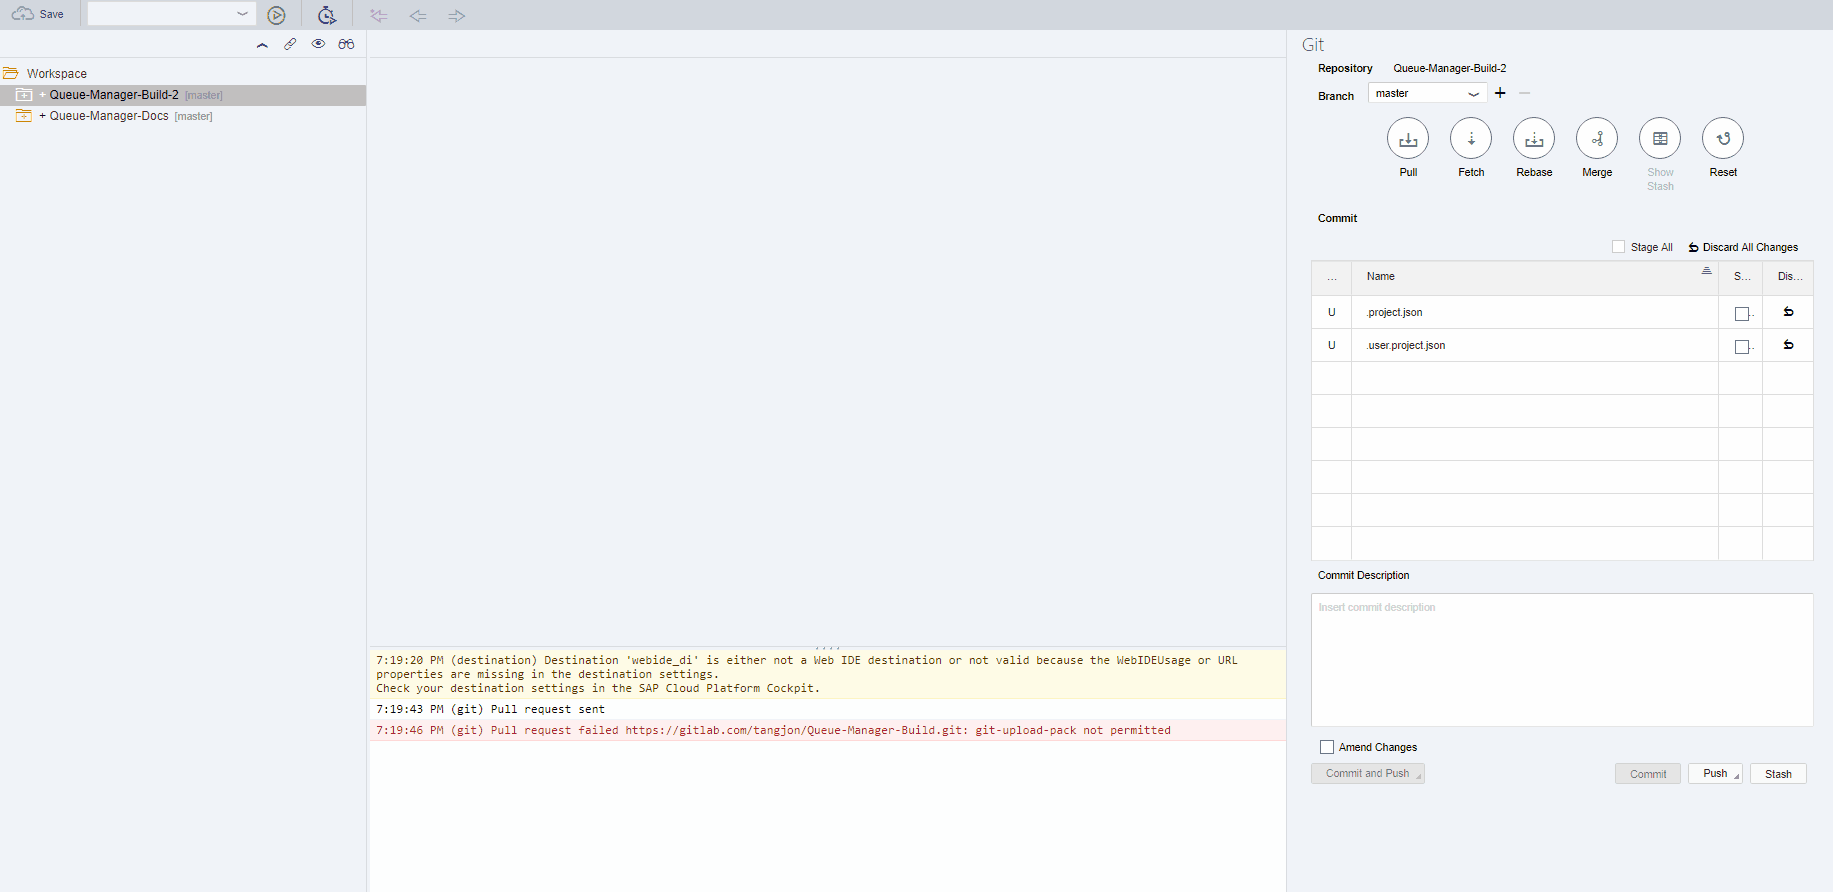 Save
Workspace
+ Queue-Manager-Build-2 [master]
+ Queue-Manager-Docs [master]
7:19:20 PM (destination) Destination 'webide_di' is either not a Web IDE destination or not valid because the WebIDEUsage or URL
properties are missing in the destination settings.
Check your destination settings in the SAP Cloud Platform Cockpit.
7:19:43 PM (git) Pull request sent
7:19:46 PM (git) Pull request failed https://gitlab.com/tangjon/Queue-Manager-Build.git: git-upload-pack not permitted
Git
Repository Queue-Manager-Build-2
Branch master + −
Pull Fetch Rebase Merge Show Reset
Stash
Commit
Stage All Discard All Changes
... Name S... Dis...
U .project.json ..
U .user.project.json ..
Commit Description
Insert commit description
Amend Changes
Commit and Push Commit Push Stash